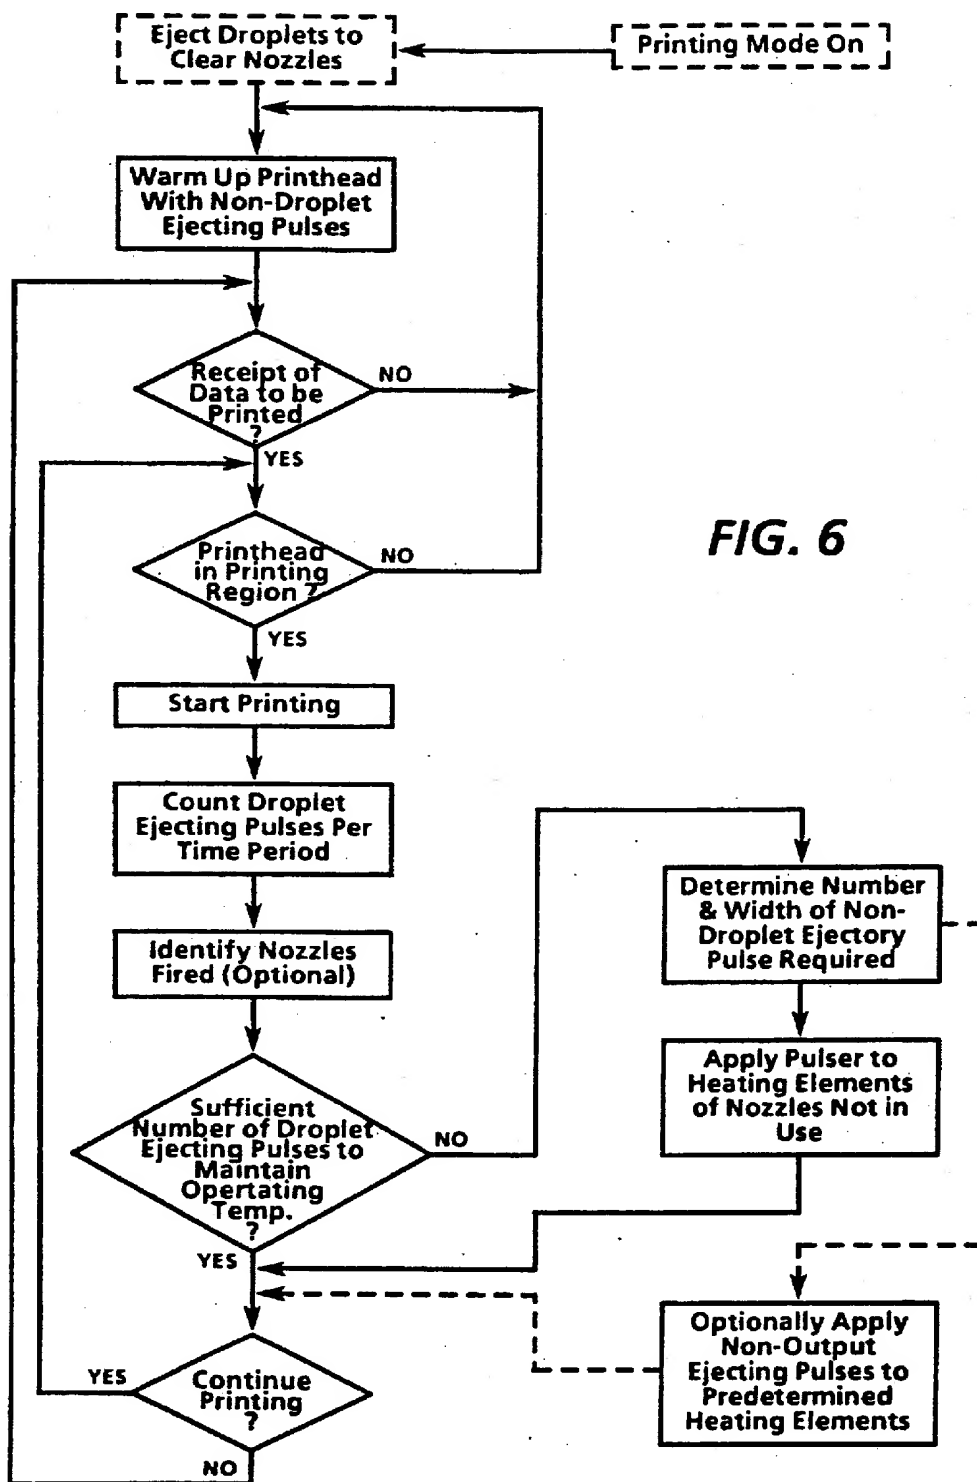 Eject Droplets to
Clear Nozzles
Printing Mode On
Warm Up Printhead
With Non-Droplet
Ejecting Pulses
Receipt of
Data to be
Printed
?
NO
YES
Printhead
in Printing
Region ?
NO
YES
FIG. 6
Start Printing
Count Droplet
Ejecting Pulses Per
Time Period
Identify Nozzles
Fired (Optional)
Sufficient
Number of Droplet
Ejecting Pulses to
Maintain
Opertating
Temp.
?
NO
YES
Determine Number
& Width of Non-
Droplet Ejectory
Pulse Required
Apply Pulser to
Heating Elements
of Nozzles Not in
Use
Optionally Apply
Non-Output
Ejecting Pulses to
Predetermined
Heating Elements
Continue
Printing
?
YES
NO